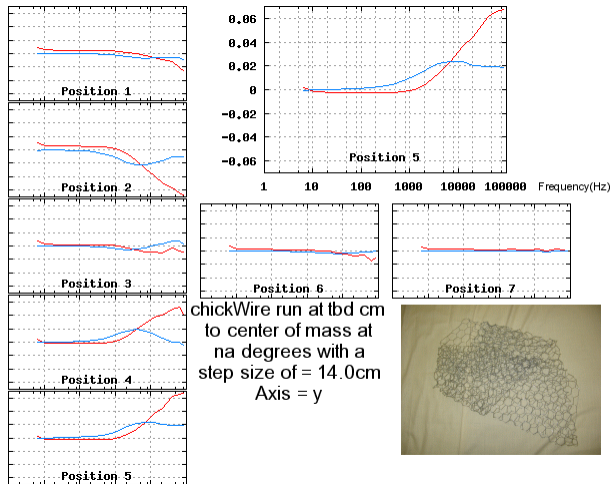 Position 1
Position 2
Position 3
Position 4
Position 5
0.06
0.04
0.02
0
-0.02
-0.04
-0.06
Position 5
1 10 100 1000 10000 100000 Frequency(Hz)
Position 6
Position 7
chickWire run at tbd cm
to center of mass at
na degrees with a
step size of = 14.0cm
Axis = y